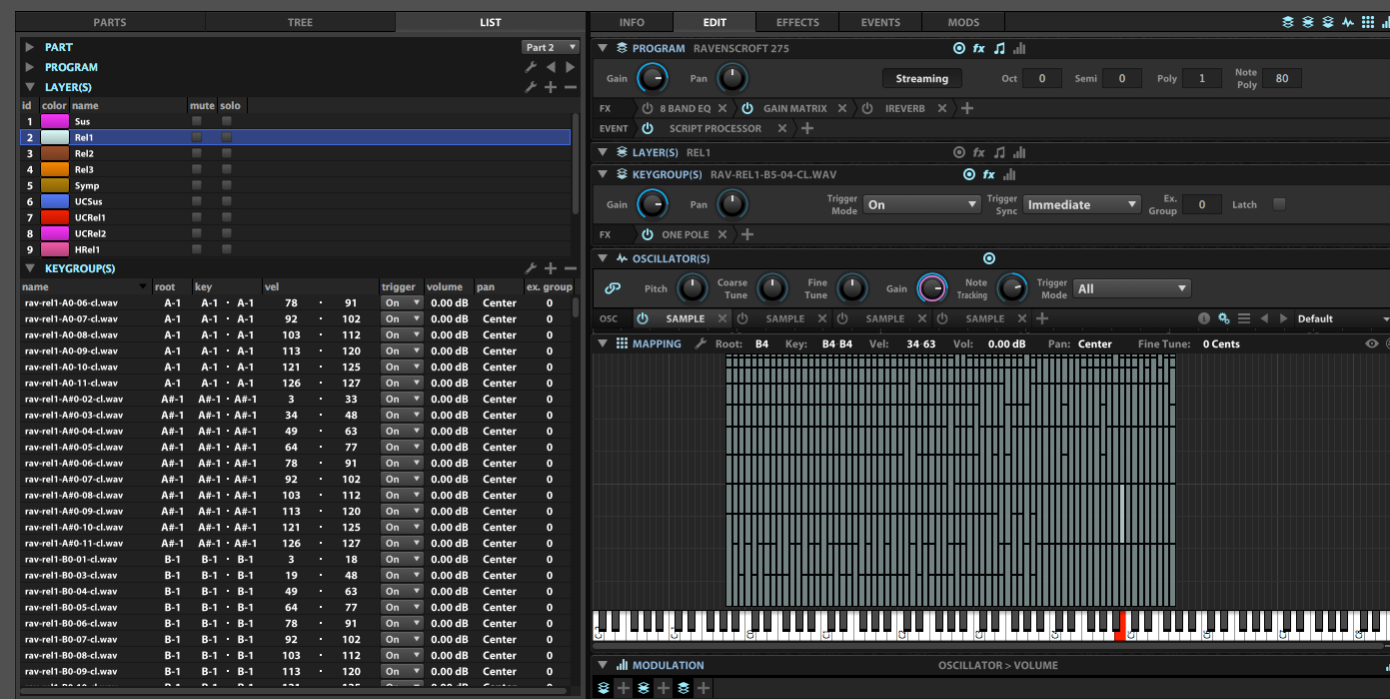 PARTS TREE LIST
PART Part 2
PROGRAM
LAYER(S)
id color name mute solo
1 Sus
2 Rel1
3 Rel2
4 Rel3
5 Symp
6 UCSus
7 UCRel1
8 UCRel2
9 HRel1
KEYGROUP(S)
name root key vel trigger volume pan ex. group
rav-rel1-A0-06-cl.wav A-1 A-1 · A-1 78 · 91 On 0.00 dB Center 0
rav-rel1-A0-07-cl.wav A-1 A-1 · A-1 92 · 102 On 0.00 dB Center 0
rav-rel1-A0-08-cl.wav A-1 A-1 · A-1 103 · 112 On 0.00 dB Center 0
rav-rel1-A0-09-cl.wav A-1 A-1 · A-1 113 · 120 On 0.00 dB Center 0
rav-rel1-A0-10-cl.wav A-1 A-1 · A-1 121 · 125 On 0.00 dB Center 0
rav-rel1-A0-11-cl.wav A-1 A-1 · A-1 126 · 127 On 0.00 dB Center 0
rav-rel1-A#0-02-cl.wav A#-1 A#-1 · A#-1 3 · 33 On 0.00 dB Center 0
rav-rel1-A#0-03-cl.wav A#-1 A#-1 · A#-1 34 · 48 On 0.00 dB Center 0
rav-rel1-A#0-04-cl.wav A#-1 A#-1 · A#-1 49 · 63 On 0.00 dB Center 0
rav-rel1-A#0-05-cl.wav A#-1 A#-1 · A#-1 64 · 77 On 0.00 dB Center 0
rav-rel1-A#0-06-cl.wav A#-1 A#-1 · A#-1 78 · 91 On 0.00 dB Center 0
rav-rel1-A#0-07-cl.wav A#-1 A#-1 · A#-1 92 · 102 On 0.00 dB Center 0
rav-rel1-A#0-08-cl.wav A#-1 A#-1 · A#-1 103 · 112 On 0.00 dB Center 0
rav-rel1-A#0-09-cl.wav A#-1 A#-1 · A#-1 113 · 120 On 0.00 dB Center 0
rav-rel1-A#0-10-cl.wav A#-1 A#-1 · A#-1 121 · 125 On 0.00 dB Center 0
rav-rel1-A#0-11-cl.wav A#-1 A#-1 · A#-1 126 · 127 On 0.00 dB Center 0
rav-rel1-B0-01-cl.wav B-1 B-1 · B-1 3 · 18 On 0.00 dB Center 0
rav-rel1-B0-03-cl.wav B-1 B-1 · B-1 19 · 48 On 0.00 dB Center 0
rav-rel1-B0-04-cl.wav B-1 B-1 · B-1 49 · 63 On 0.00 dB Center 0
rav-rel1-B0-05-cl.wav B-1 B-1 · B-1 64 · 77 On 0.00 dB Center 0
rav-rel1-B0-06-cl.wav B-1 B-1 · B-1 78 · 91 On 0.00 dB Center 0
rav-rel1-B0-07-cl.wav B-1 B-1 · B-1 92 · 102 On 0.00 dB Center 0
rav-rel1-B0-08-cl.wav B-1 B-1 · B-1 103 · 112 On 0.00 dB Center 0
rav-rel1-B0-09-cl.wav B-1 B-1 · B-1 113 · 120 On 0.00 dB Center 0
INFO EDIT EFFECTS EVENTS MODS
PROGRAM RAVENSCROFT 275 fx
Gain Pan Streaming Oct 0 Semi 0 Poly 1 Note Poly 80
FX 8 BAND EQ GAIN MATRIX IREVERB
EVENT SCRIPT PROCESSOR
LAYER(S) REL1 fx
KEYGROUP(S) RAV-REL1-B5-04-CL.WAV fx
Gain Pan Trigger Mode On Trigger Sync Immediate Ex. Group 0 Latch
FX ONE POLE
OSCILLATOR(S)
Pitch Coarse Tune Fine Tune Gain Note Tracking Trigger Mode All
OSC SAMPLE SAMPLE SAMPLE SAMPLE Default
MAPPING Root: B4 Key: B4·B4 Vel: 34·63 Vol: 0.00 dB Pan: Center Fine Tune: 0 Cents
MODULATION OSCILLATOR > VOLUME